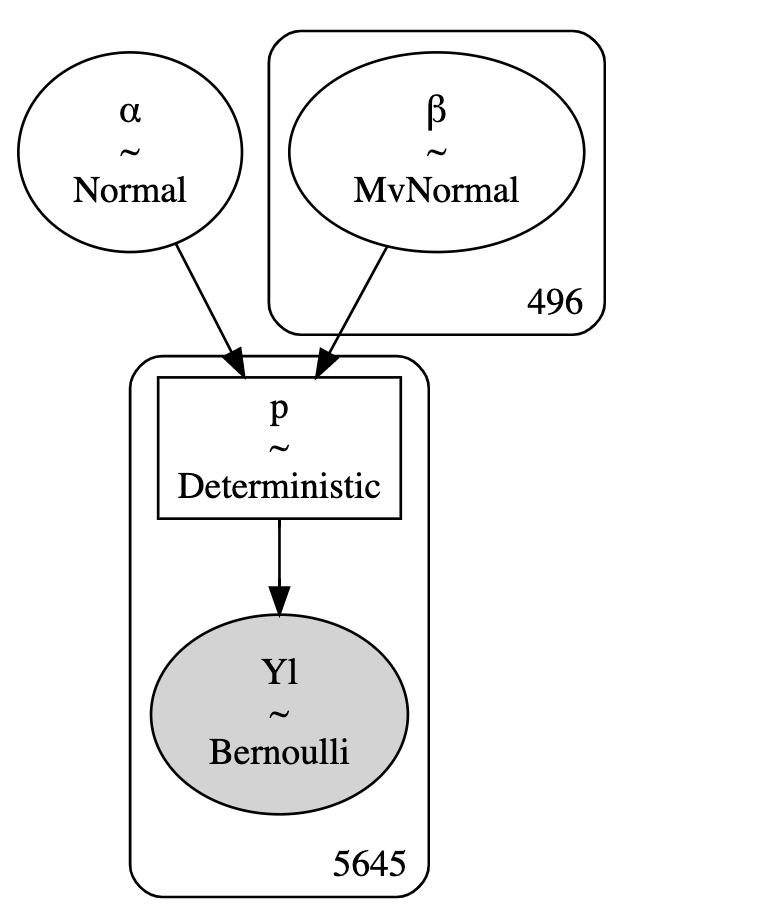 α
~
Normal
β
~
MvNormal
496
p
~
Deterministic
Yl
~
Bernoulli
5645